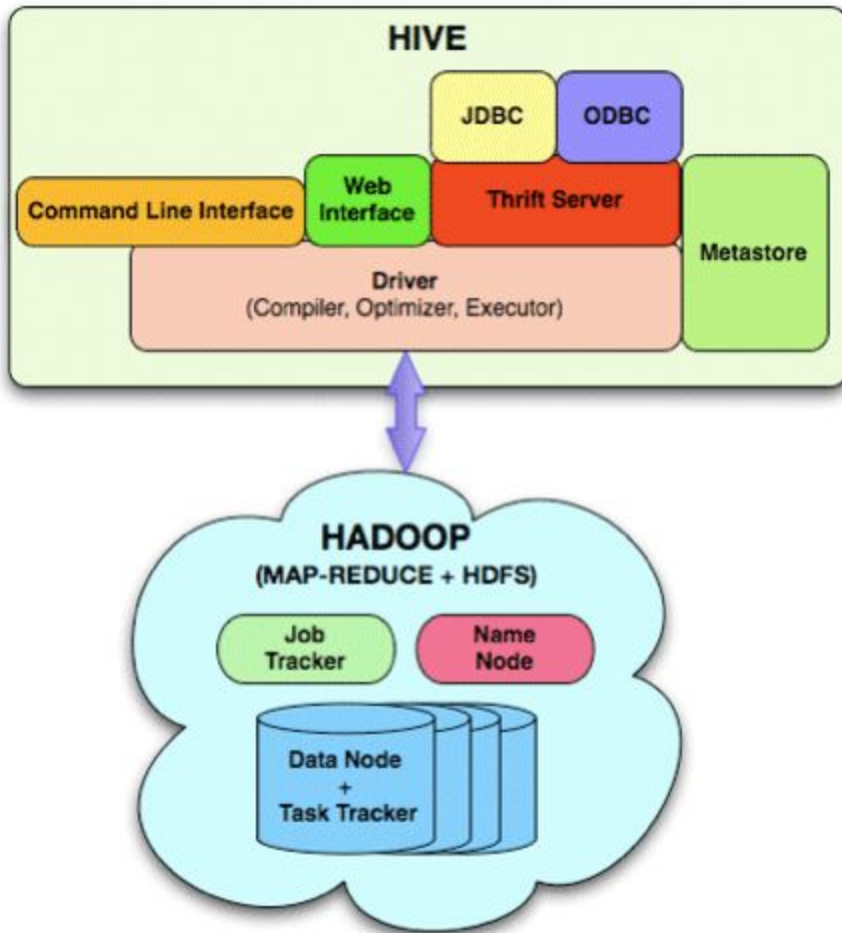 HIVE
JDBC
ODBC
Command Line Interface
Web
Interface
Thrift Server
Metastore
Driver
(Compiler, Optimizer, Executor)
HADOOP
(MAP-REDUCE + HDFS)
Job
Tracker
Name
Node
Data Node
+
Task Tracker